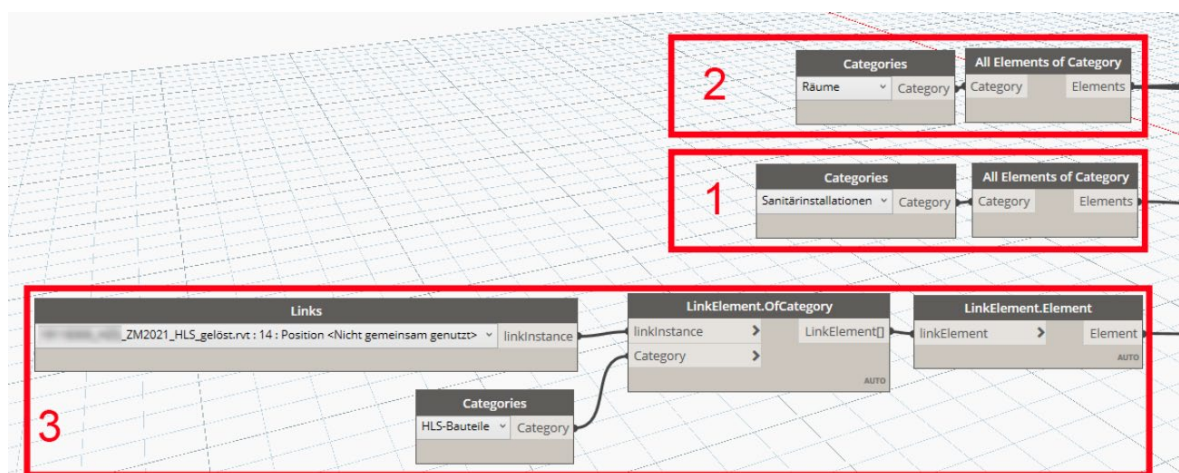 2
Categories
Räume
Category
All Elements of Category
Category
Elements
1
Categories
Sanitärinstallationen
Category
All Elements of Category
Category
Elements
3
Links
_ZM2021_HLS_gelöst.rvt : 14 : Position <Nicht gemeinsam genutzt>
linkInstance
Categories
HLS-Bauteile
Category
LinkElement.OfCategory
linkInstance >
LinkElement[]
Category >
AUTO
LinkElement.Element
linkElement >
Element
AUTO